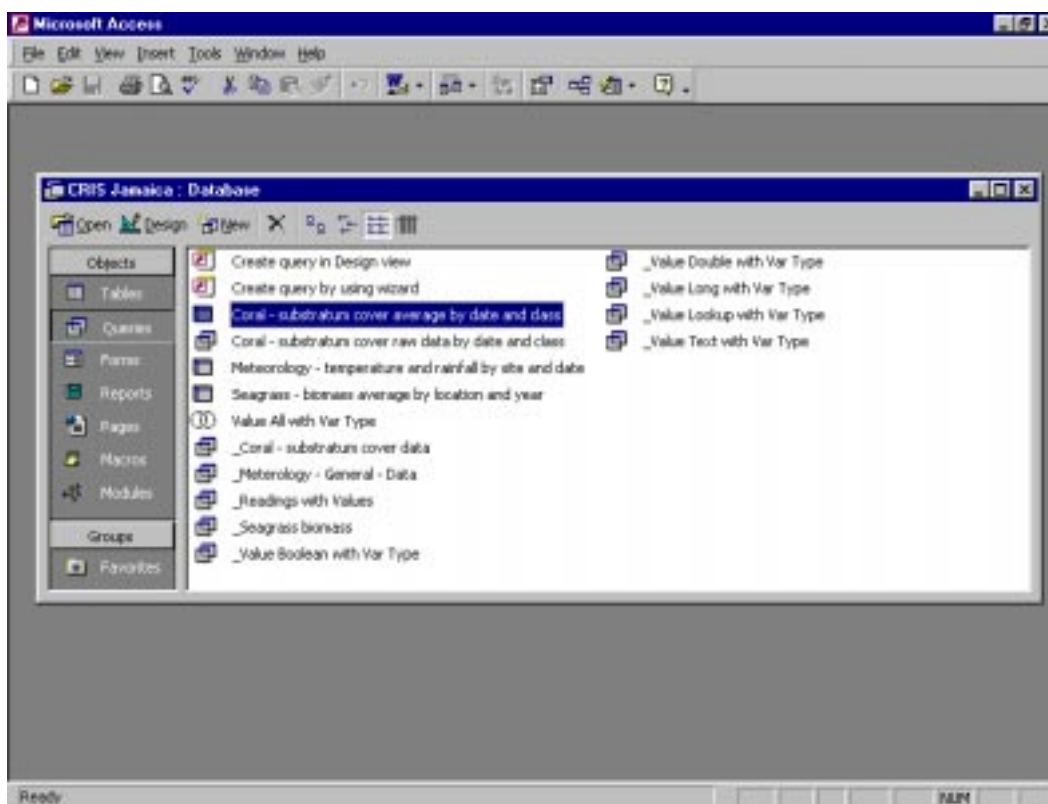 Microsoft Access
File Edit View Insert Tools Window Help
CRIS Jamaica : Database
Open Design New
Objects
Tables
Queries
Forms
Reports
Pages
Macros
Modules
Groups
Favorites
Create query in Design view
Create query by using wizard
Coral - substratum cover average by date and class
Coral - substratum cover raw data by date and class
Meteorology - temperature and rainfall by site and date
Seagrass - biomass average by location and year
Value All with Var Type
_Coral - substratum cover data
_Meterology - General - Data
_Readings with Values
_Seagrass biomass
_Value Boolean with Var Type
_Value Double with Var Type
_Value Long with Var Type
_Value Lookup with Var Type
_Value Text with Var Type
Ready
NUM